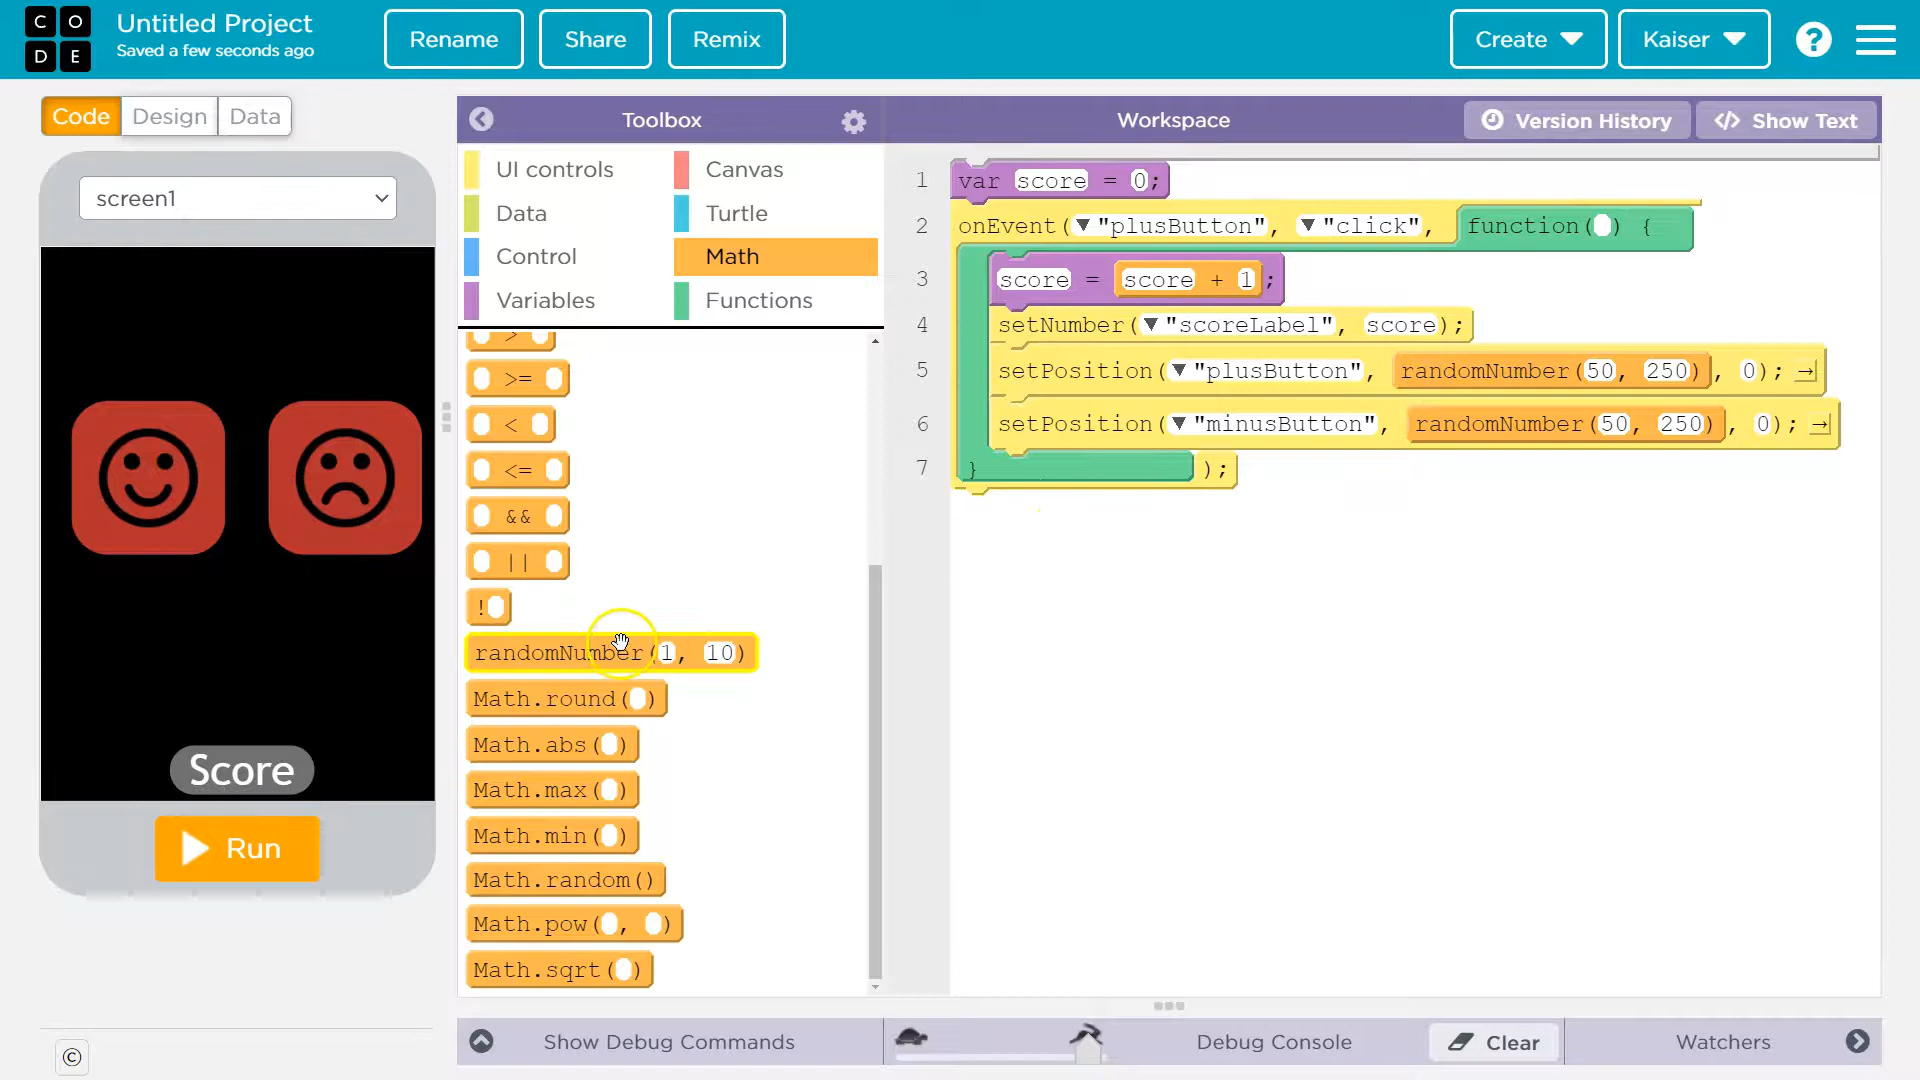 CODE
Untitled Project
Saved a few seconds ago
Rename
Share
Remix
Create
Kaiser
?
Code
Design
Data
screen1
Score
Run
©
Toolbox
UI controls
Canvas
Data
Turtle
Control
Math
Variables
Functions
>
>=
<
<=
&&
||
!
randomNumber(1, 10)
Math.round( )
Math.abs( )
Math.max( )
Math.min( )
Math.random()
Math.pow( , )
Math.sqrt( )
Workspace
Version History
</> Show Text
1 var score = 0;
2 onEvent(▼"plusButton", ▼"click", function( ) {
3 score = score + 1;
4 setNumber(▼"scoreLabel", score);
5 setPosition(▼"plusButton", randomNumber(50, 250), 0); →
6 setPosition(▼"minusButton", randomNumber(50, 250), 0); →
7 } );
Show Debug Commands
Debug Console
Clear
Watchers